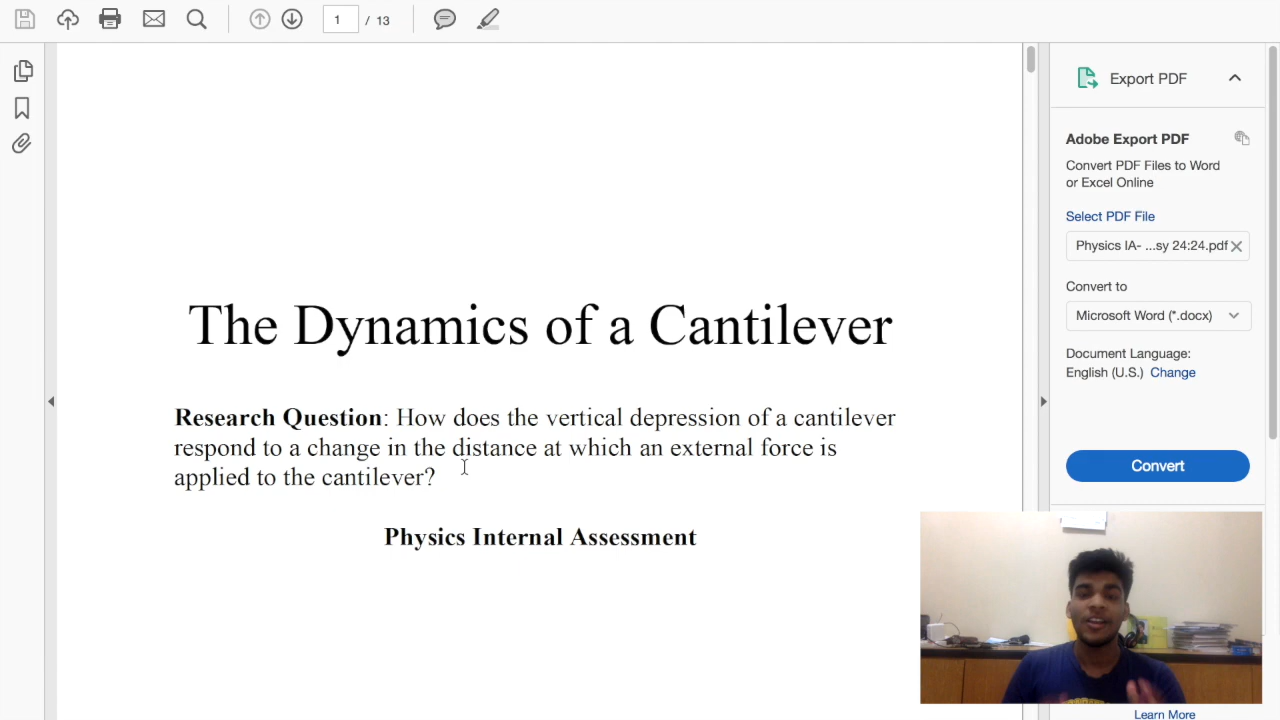 1 / 13
Export PDF
Adobe Export PDF
Convert PDF Files to Word
or Excel Online
Select PDF File
Physics IA- ...sy 24:24.pdf
Convert to
Microsoft Word (*.docx)
Document Language:
English (U.S.) Change
Convert
Learn More
The Dynamics of a Cantilever
Research Question: How does the vertical depression of a cantilever
respond to a change in the distance at which an external force is
applied to the cantilever?
Physics Internal Assessment